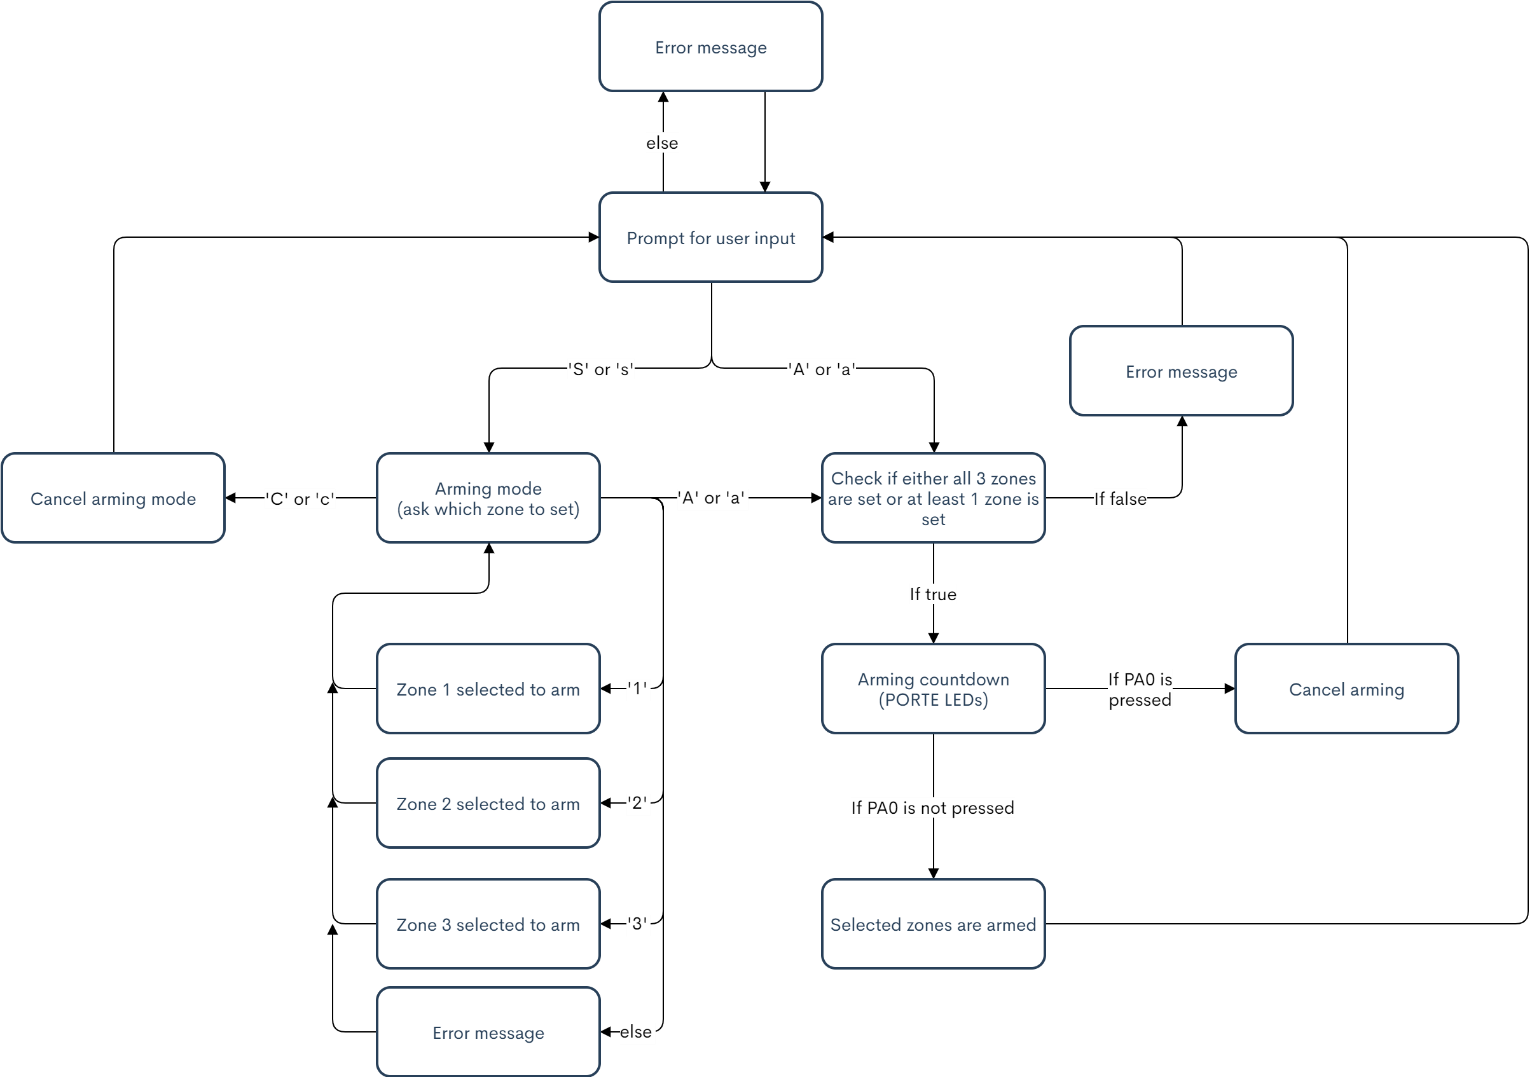 Error message
else
Prompt for user input
'S' or 's'
'A' or 'a'
Error message
Cancel arming mode
'C' or 'c'
Arming mode
(ask which zone to set)
'A' or 'a'
Check if either all 3 zones
are set or at least 1 zone is
set
If false
If true
Zone 1 selected to arm
'1'
Arming countdown
(PORTE LEDs)
If PA0 is
pressed
Cancel arming
Zone 2 selected to arm
'2'
If PA0 is not pressed
Zone 3 selected to arm
'3'
Selected zones are armed
Error message
else